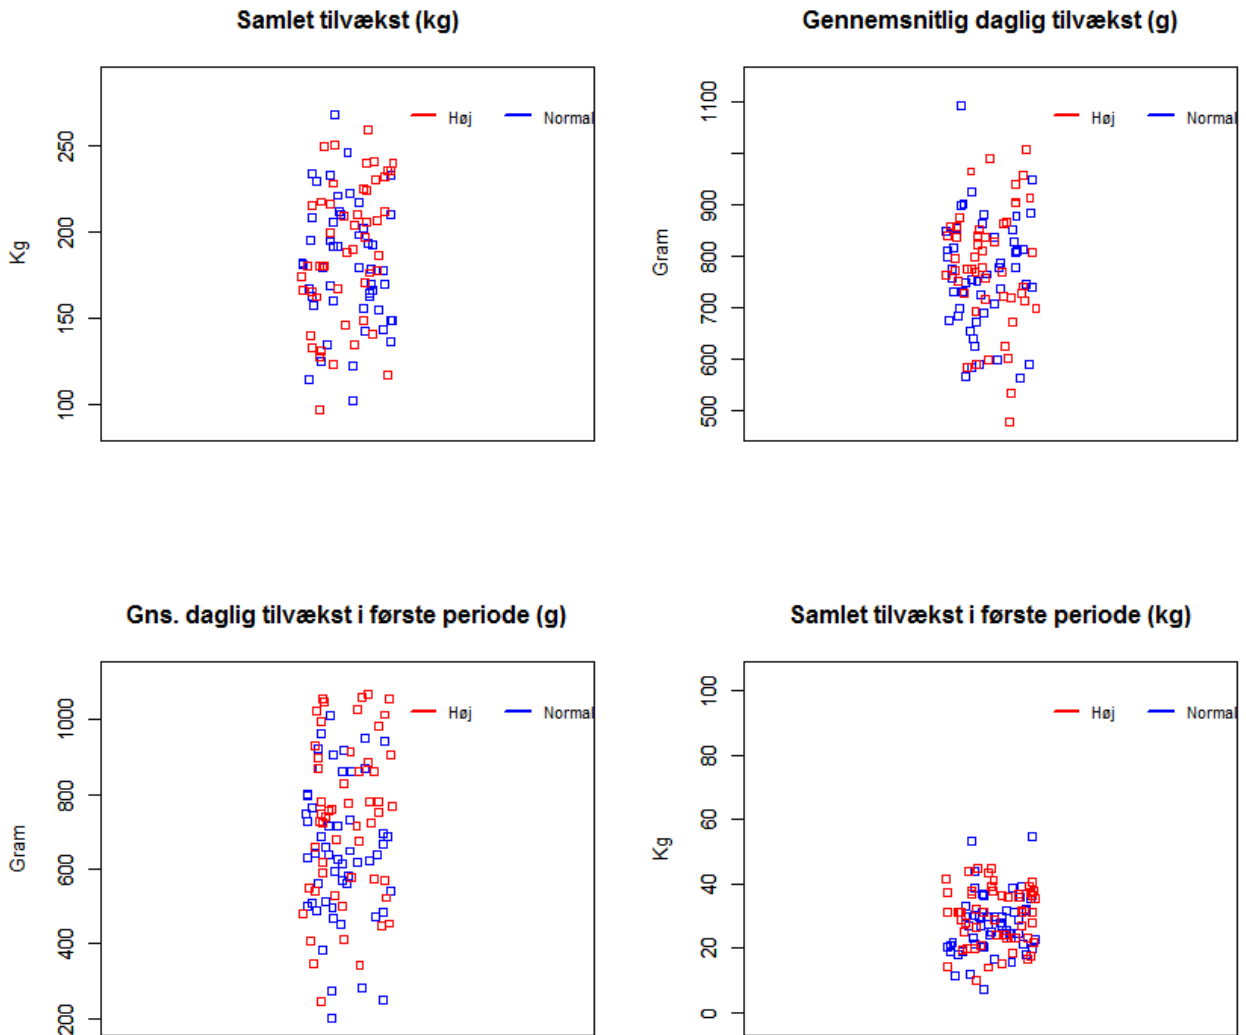 Samlet tilvækst (kg)
Kg
250
200
150
100
Høj
Normal
Gennemsnitlig daglig tilvækst (g)
Gram
1100
900
800
700
600
500
Høj
Normal
Gns. daglig tilvækst i første periode (g)
Gram
1000
800
600
400
200
Høj
Normal
Samlet tilvækst i første periode (kg)
Kg
100
80
60
40
20
0
Høj
Normal